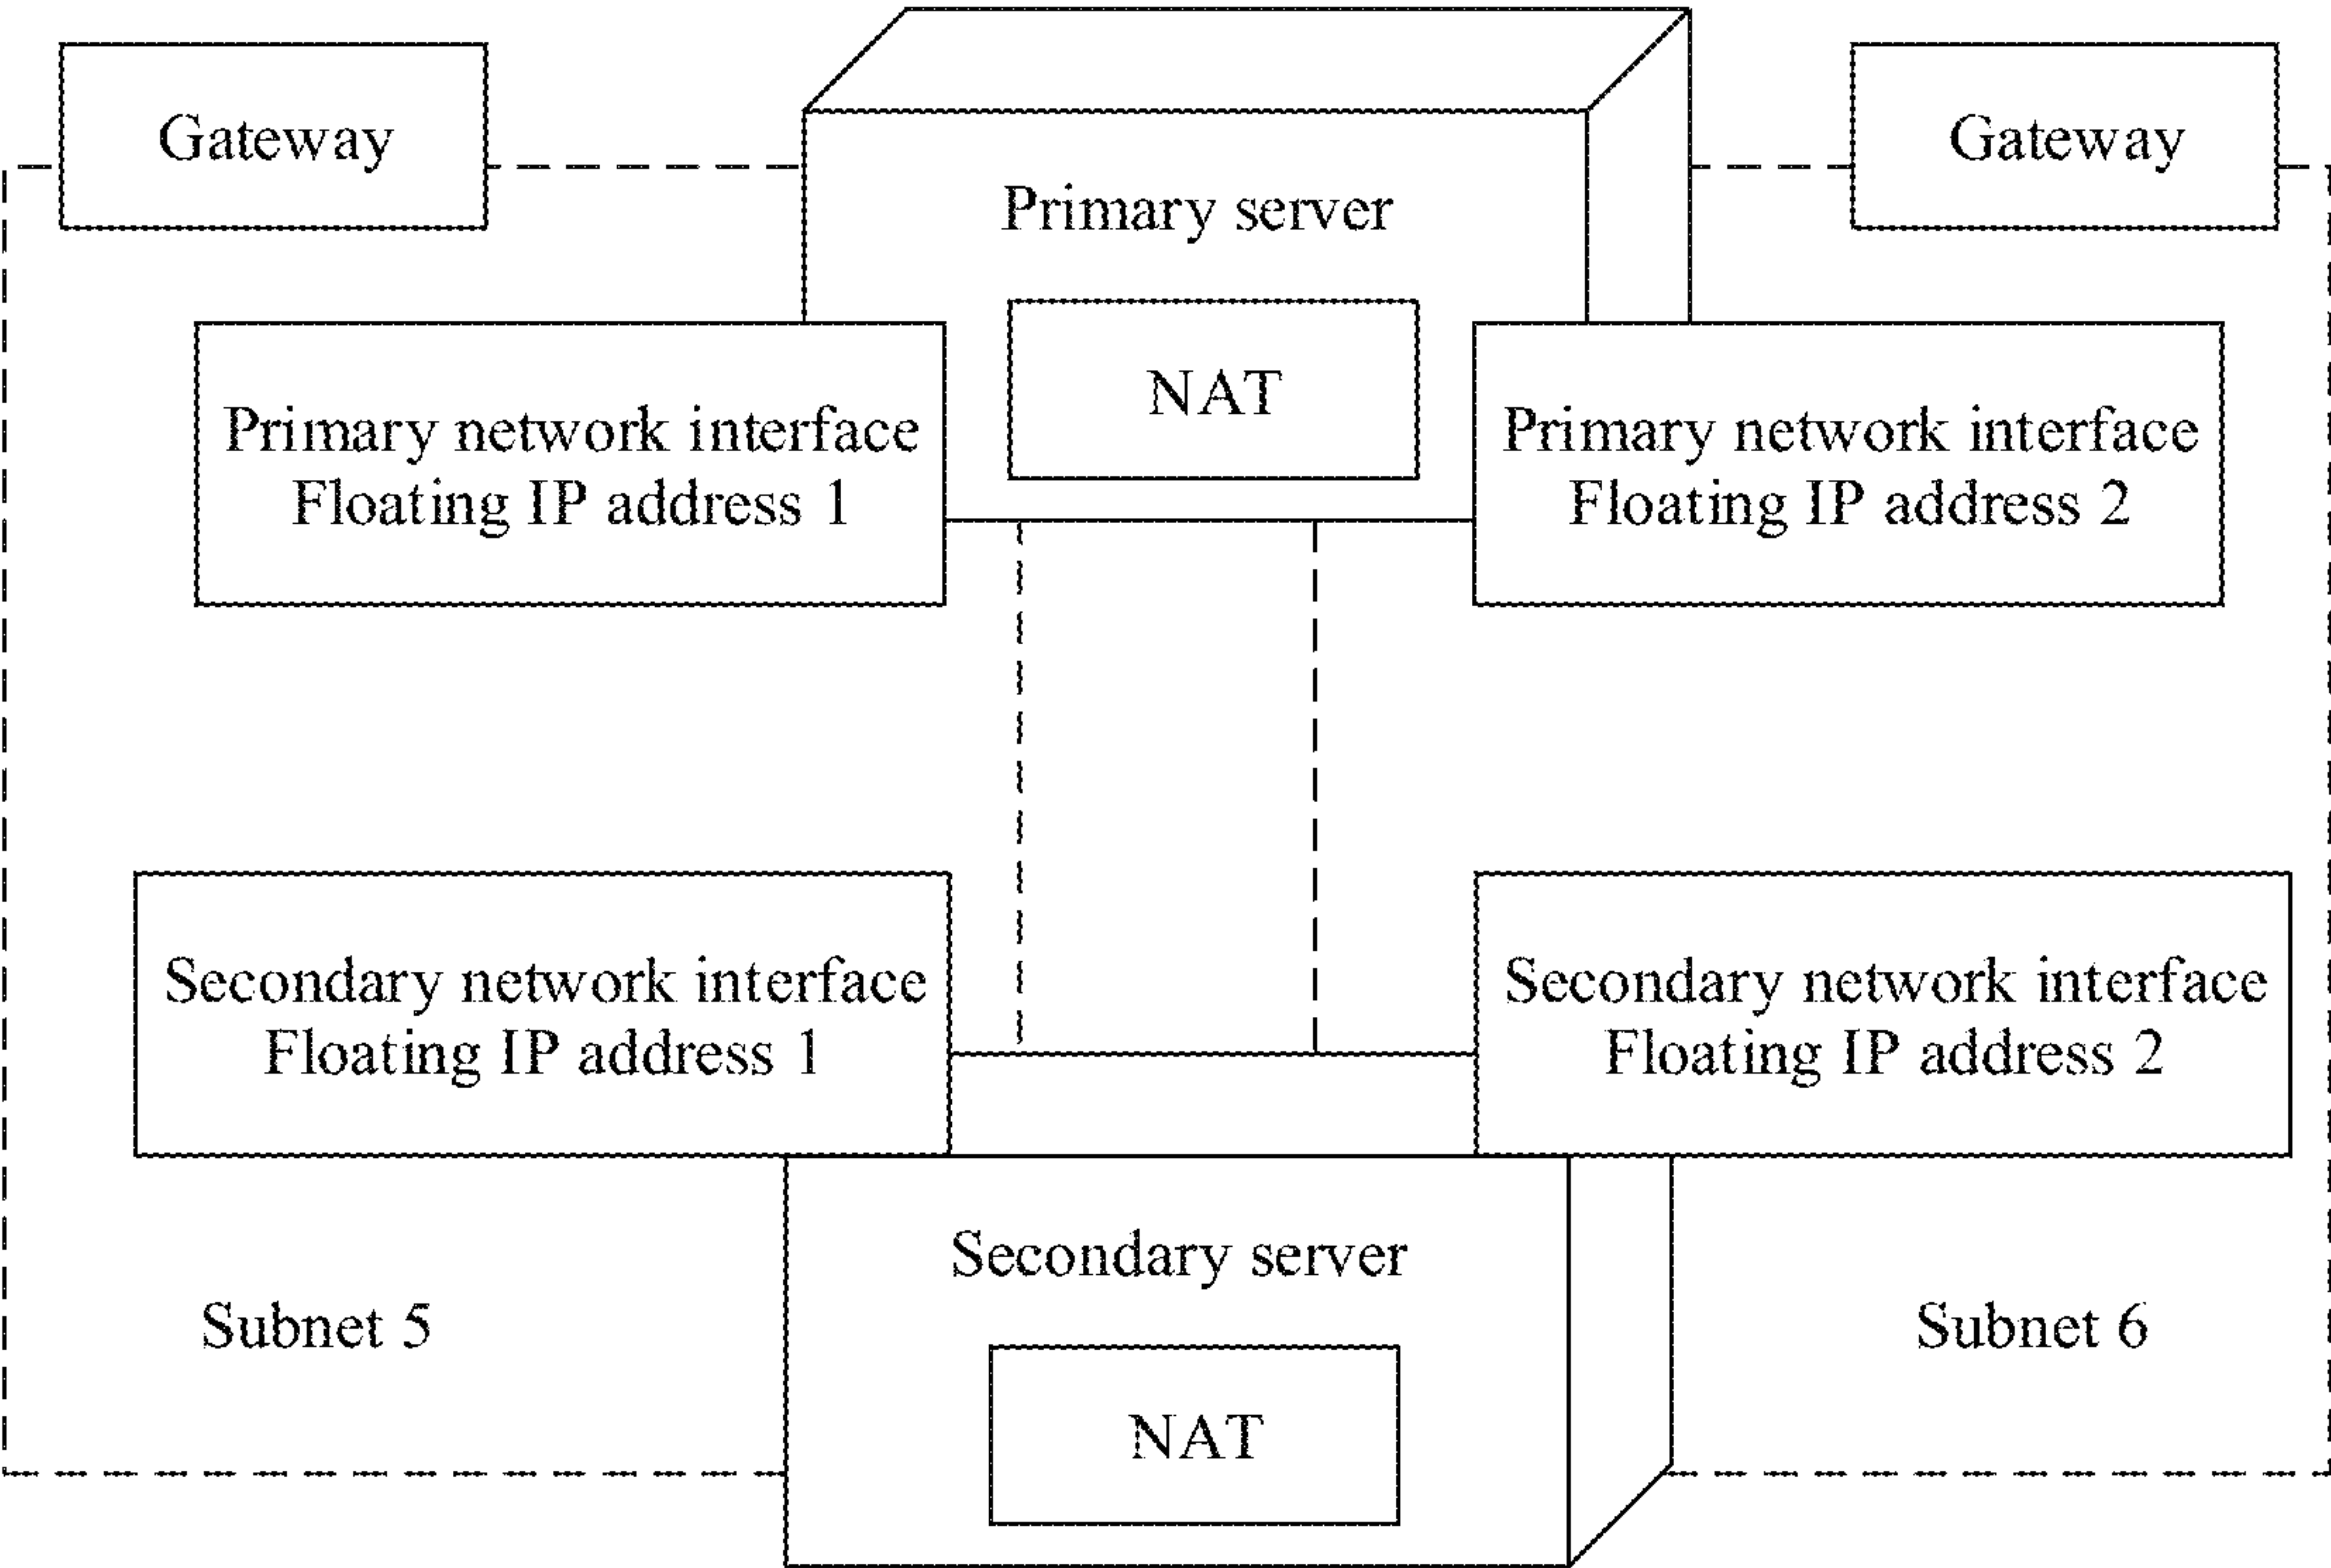 Gateway
Gateway
Primary server
NAT
Primary network interface
Floating IP address 1
Primary network interface
Floating IP address 2
Secondary network interface
Floating IP address 1
Secondary network interface
Floating IP address 2
Secondary server
Subnet 5
Subnet 6
NAT